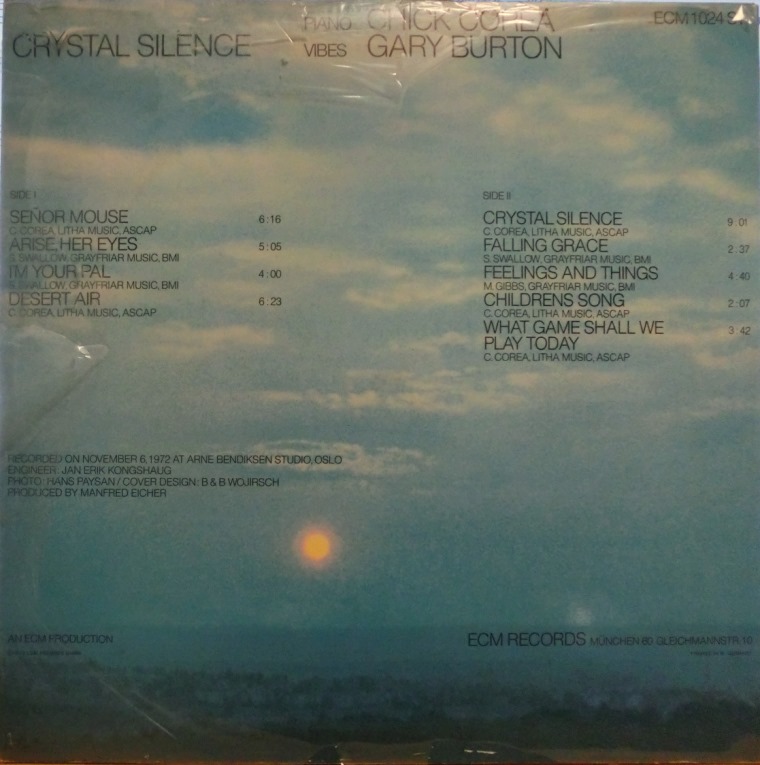 CRYSTAL SILENCE
PIANO CHICK COREA
VIBES GARY BURTON
ECM 1024 ST
SIDE I
SEÑOR MOUSE 6:16
C. COREA, LITHA MUSIC, ASCAP
ARISE, HER EYES 5:05
S. SWALLOW, GRAYFRIAR MUSIC, BMI
I'M YOUR PAL 4:00
S. SWALLOW, GRAYFRIAR MUSIC, BMI
DESERT AIR 6:23
C. COREA, LITHA MUSIC, ASCAP
SIDE II
CRYSTAL SILENCE 9:01
C. COREA, LITHA MUSIC, ASCAP
FALLING GRACE 2:37
S. SWALLOW, GRAYFRIAR MUSIC, BMI
FEELINGS AND THINGS 4:40
M. GIBBS, GRAYFRIAR MUSIC, BMI
CHILDRENS SONG 2:07
C. COREA, LITHA MUSIC, ASCAP
WHAT GAME SHALL WE 3:42
PLAY TODAY
C. COREA, LITHA MUSIC, ASCAP
RECORDED ON NOVEMBER 6, 1972 AT ARNE BENDIKSEN STUDIO, OSLO
ENGINEER: JAN ERIK KONGSHAUG
PHOTO: HANS PAYSAN / COVER DESIGN: B & B WOJIRSCH
PRODUCED BY MANFRED EICHER
AN ECM PRODUCTION
ECM RECORDS MÜNCHEN 60 GLEICHMANNSTR. 10